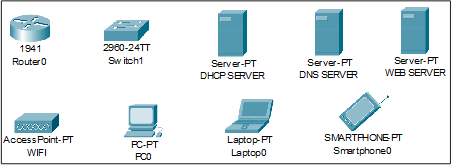 1941
Router0
2960-24TT
Switch1
Server-PT
DHCP SERVER
Server-PT
DNS SERVER
Server-PT
WEB SERVER
AccessPoint-PT
WIFI
PC-PT
PC0
Laptop-PT
Laptop0
SMARTPHONE-PT
Smartphone0